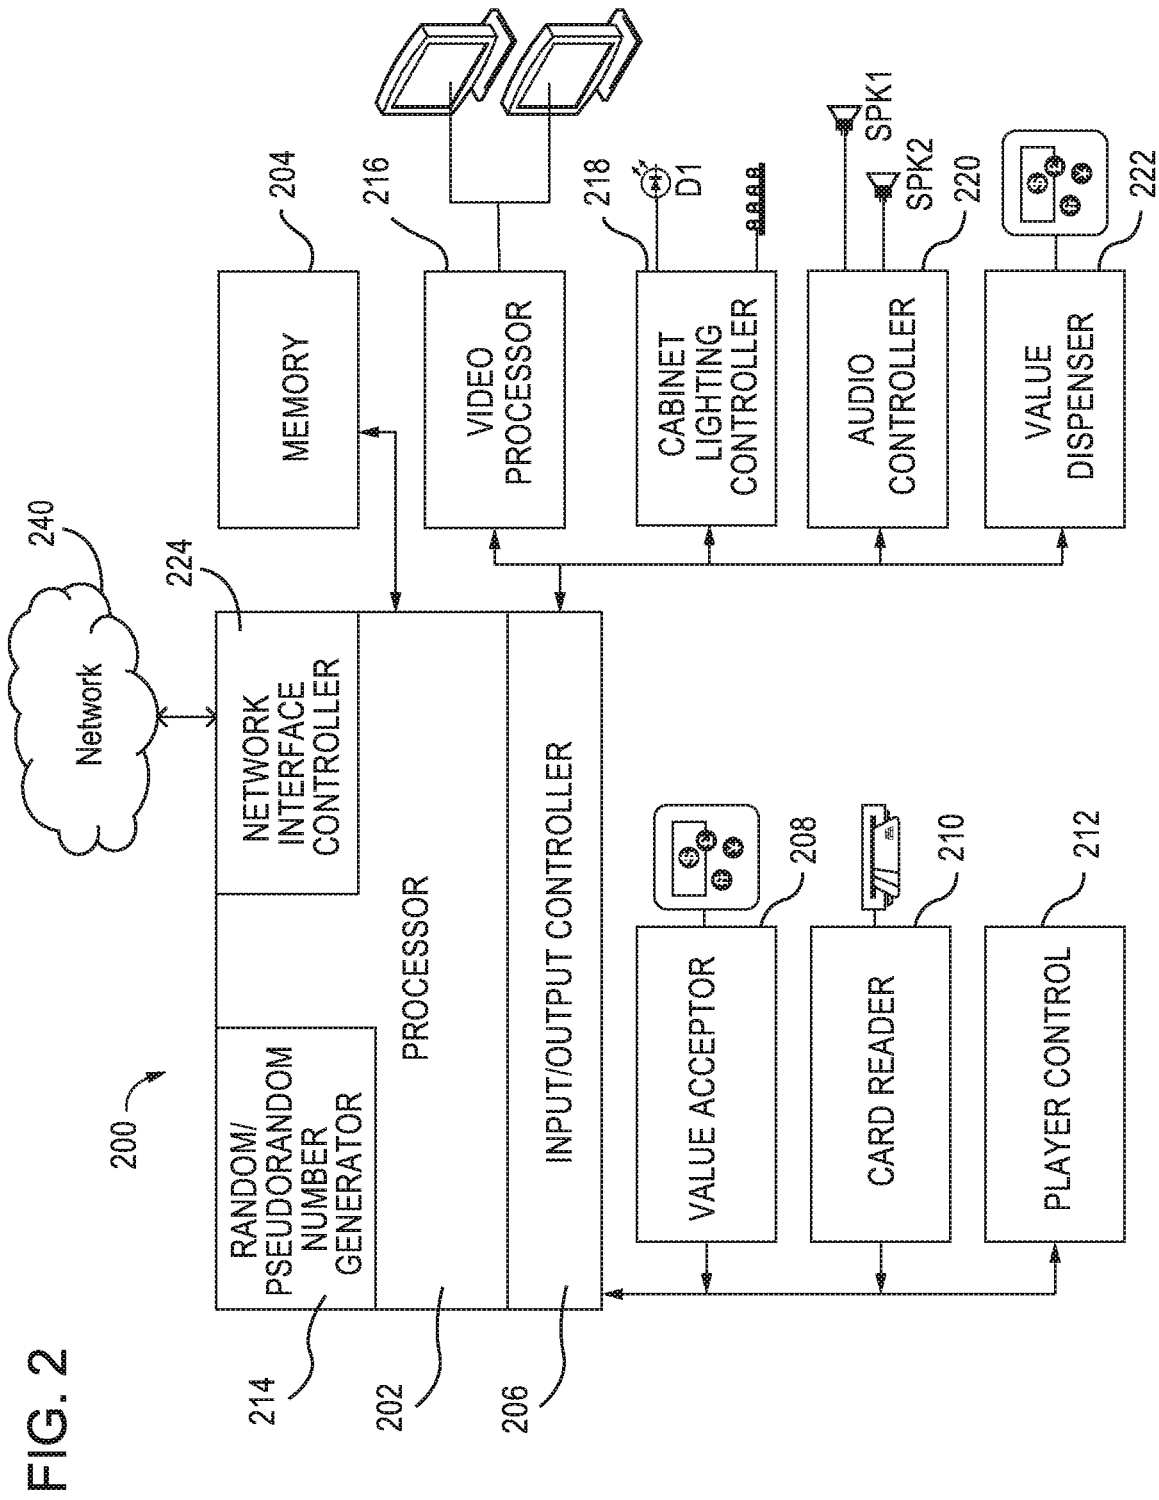 FIG. 2
200
Network
240
RANDOM/
PSEUDORANDOM
NUMBER
GENERATOR
214
NETWORK
INTERFACE
CONTROLLER
224
PROCESSOR
202
INPUT/OUTPUT CONTROLLER
206
MEMORY
204
VIDEO
PROCESSOR
216
CABINET
LIGHTING
CONTROLLER
218
D1
AUDIO
CONTROLLER
220
SPK1
SPK2
VALUE
DISPENSER
222
VALUE ACCEPTOR
208
CARD READER
210
PLAYER CONTROL
212